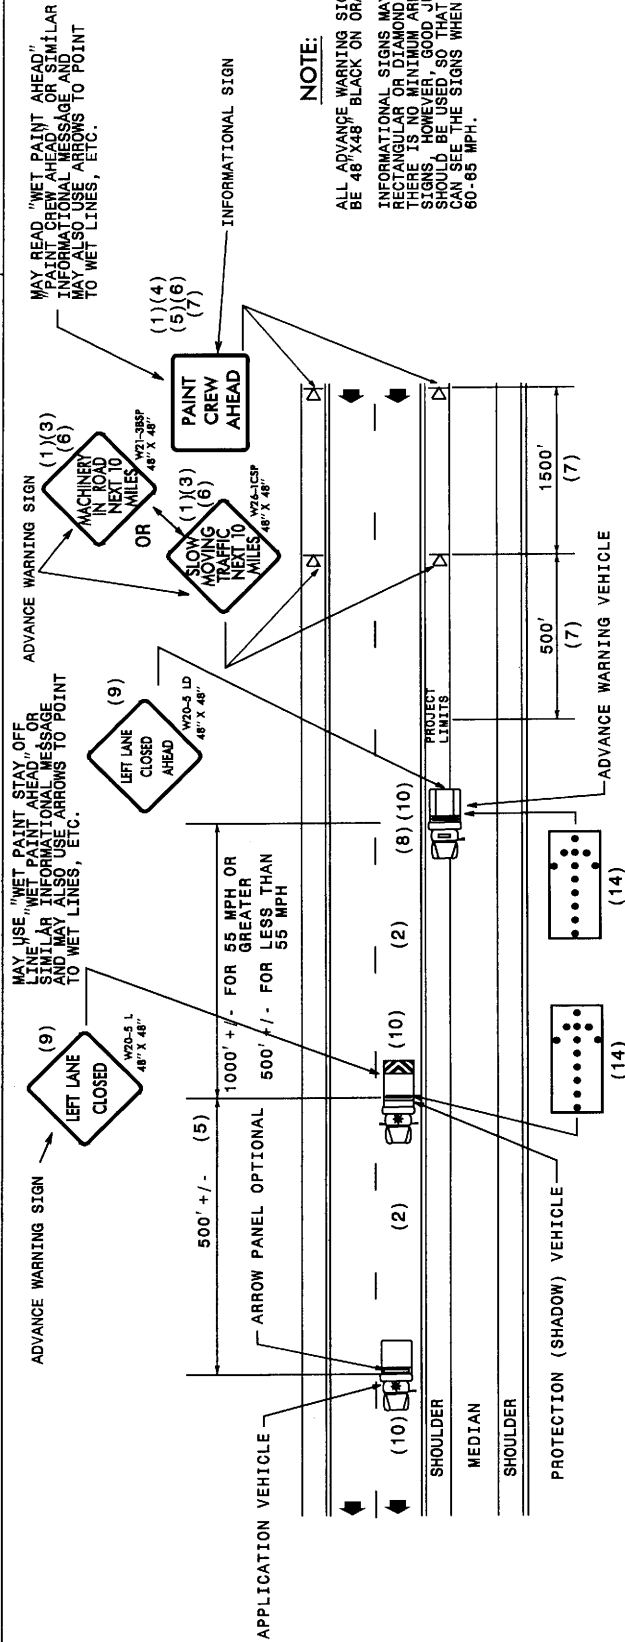 ADVANCE WARNING SIGN
(9)
LEFT LANE
CLOSED
W20-5 L
48" X 48"
MAY USE "WET PAINT STAY OFF
LINE" "WET PAINT AHEAD" OR
SIMILAR INFORMATIONAL MESSAGE
AND MAY ALSO USE ARROWS TO POINT
TO WET LINES, ETC.
(9)
LEFT LANE
CLOSED
AHEAD
W20-5 LD
48" X 48"
ADVANCE WARNING SIGN
(1)(3)
(6)
MACHINERY
IN ROAD
NEXT 10
MILES
W21-3BSP
48" X 48"
OR
(1)(3)
(6)
SLOW
MOVING
TRAFFIC
NEXT 10
MILES
W26-1CSP
48" X 48"
MAY READ "WET PAINT AHEAD"
"PAINT CREW AHEAD" OR SIMILAR
INFORMATIONAL MESSAGE AND
MAY ALSO USE ARROWS TO POINT
TO WET LINES, ETC.
PAINT
CREW
AHEAD
(1)(4)
(5)(6)
(7)
INFORMATIONAL SIGN
NOTE:
ALL ADVANCE WARNING
BE 48"X48" BLACK ON
INFORMATIONAL SIGNS
RECTANGULAR OR DIAMOND
THERE IS NO MINIMUM
SIGNS, HOWEVER, GOOD
SHOULD BE USED, SO THAT
CAN SEE THE SIGNS WHEN
60-65 MPH.
500' +/-
(5)
1000' +/- FOR 55 MPH OR
GREATER
500' +/- FOR LESS THAN
55 MPH
APPLICATION VEHICLE
ARROW PANEL OPTIONAL
(10)
(2)
(10)
(2)
(8)(10)
PROJECT
LIMITS
500'
(7)
1500'
(7)
SHOULDER
MEDIAN
SHOULDER
PROTECTION (SHADOW) VEHICLE
(14)
(14)
ADVANCE WARNING VEHICLE